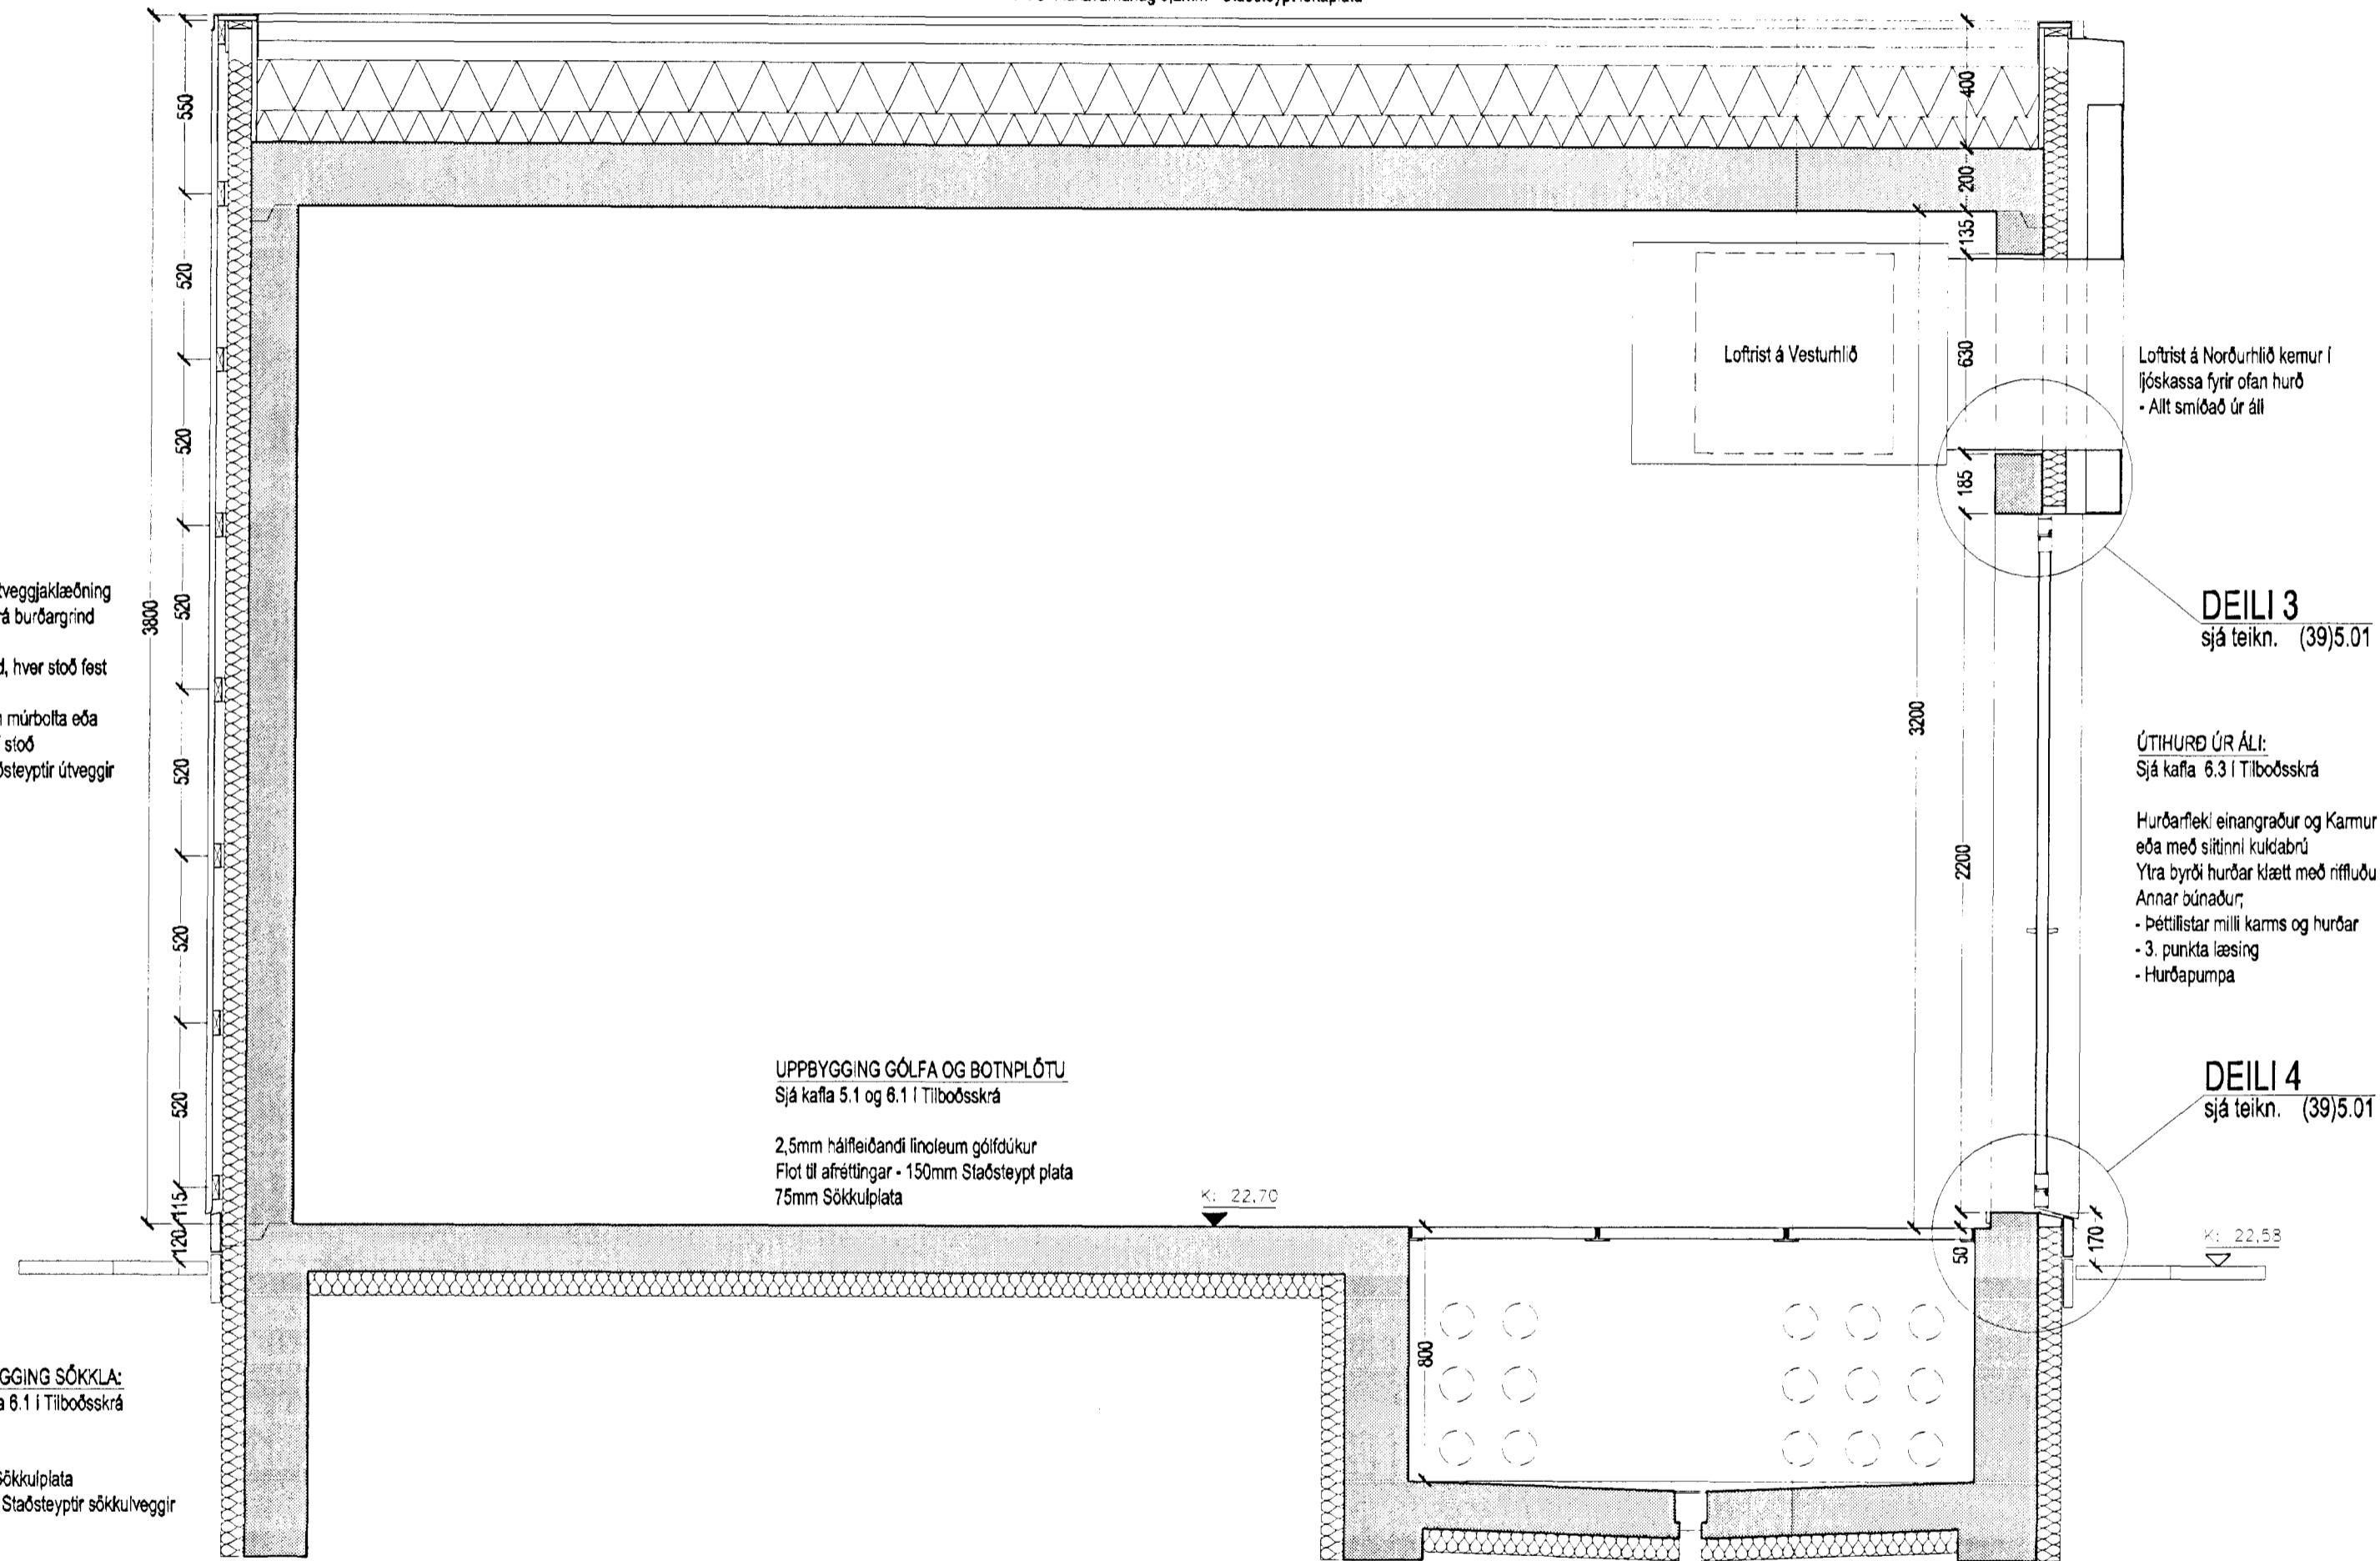 550
400
200
135
520
Loftrist á Vesturhlið
630
Loftrist á Norðurhlið kemur í
ljóskassa fyrir ofan hurð
- Allt smíðað úr áli
520
185
3800
520
DEILI 3
sjá teikn. (39)5.01
hver stoð fest
múrbolta eða
stoð
útveggir
520
3200
ÚTIHURÐ ÚR ÁLI:
Sjá kafla 6.3 í Tilboðsskrá
Hurðarfleki einangraður og Karmur
eða með slitinni kuldabrú
Ytra byrði hurðar klætt með riffluðu
Annar búnaður;
- Þéttilistar milli karms og hurðar
- 3. punkta læsing
- Hurðapumpa
2200
520
520
UPPBYGGING GÓLFA OG BOTNPLÖTU
Sjá kafla 5.1 og 6.1 í Tilboðsskrá
2,5mm hálfleiðandi linoleum gólfdúkur
Flot til afréttingar - 150mm Staðsteypt plata
75mm Sökkulplata
K: 22,70
DEILI 4
sjá teikn. (39)5.01
115
120
50
170
K: 22,58
800
SÖKKLA:
6.1 í Tilboðsskrá
Sökkulplata
Staðsteyptir sökkulveggir